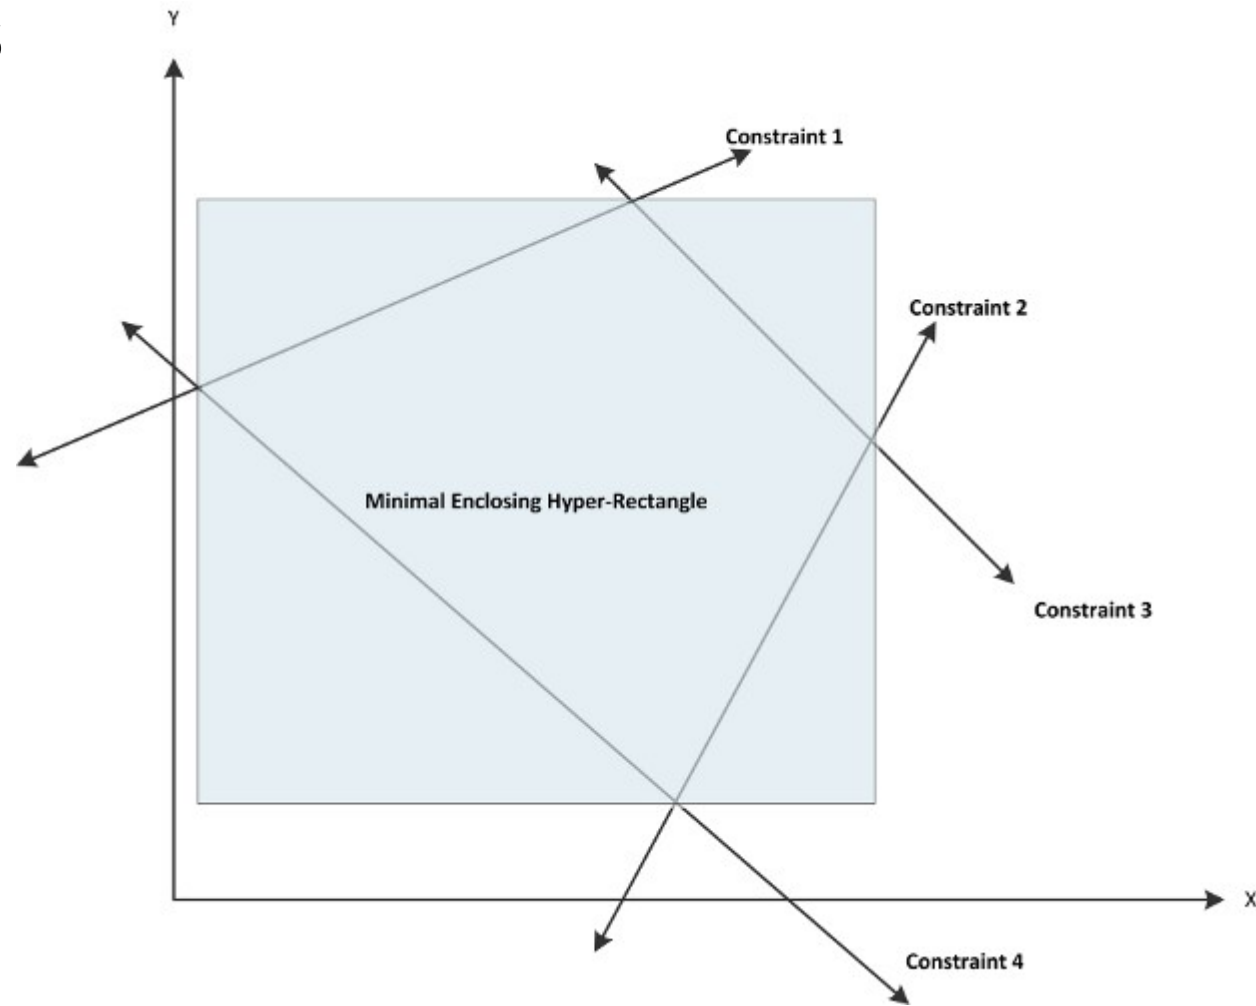 Y
Constraint 1
Constraint 2
Minimal Enclosing Hyper-Rectangle
Constraint 3
X
Constraint 4